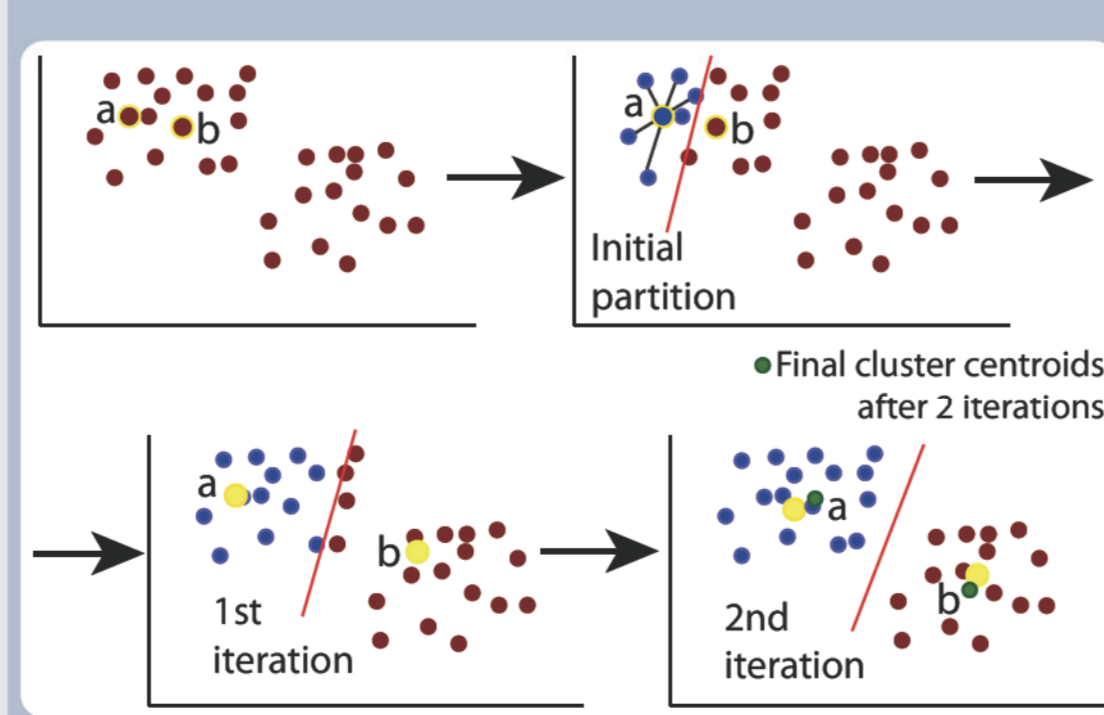 a
b
a
b
Initial
partition
Final cluster centroids
after 2 iterations
a
b
1st
iteration
a
b
2nd
iteration